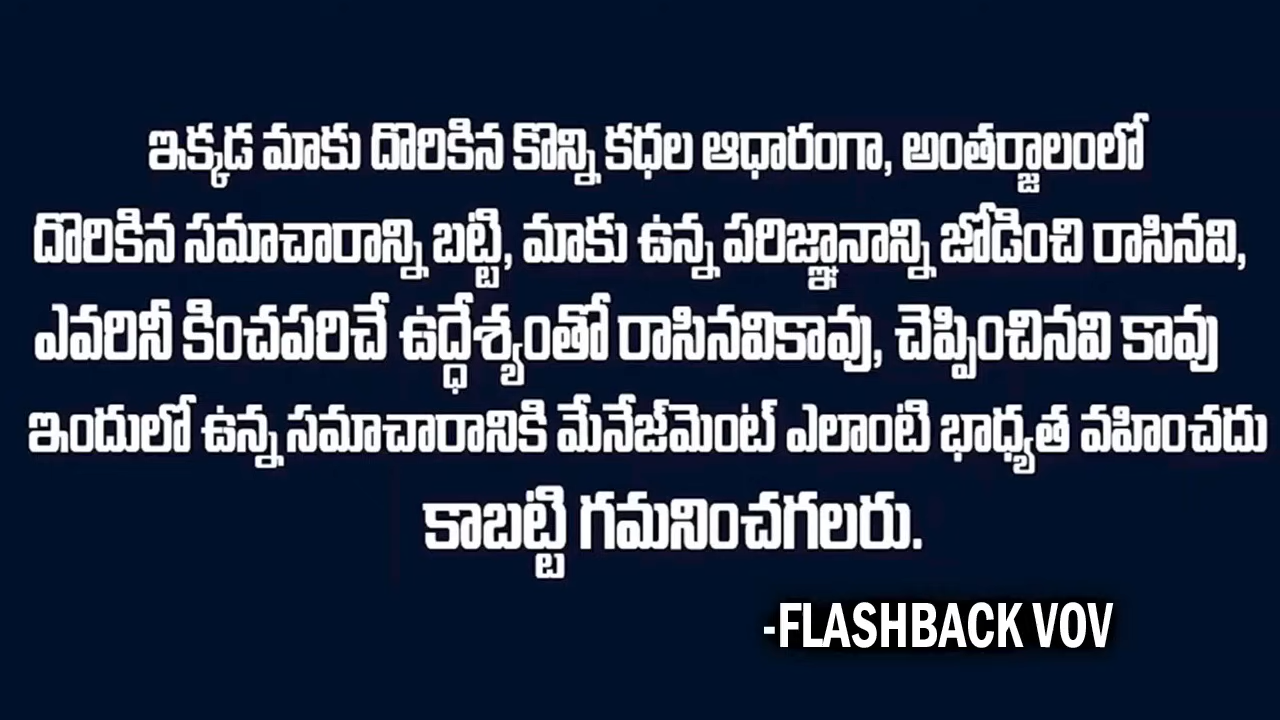 ఇక్కడ మాకు దొరికిన కొన్ని కధల ఆధారంగా, అంతర్జాలంలో
దొరికిన సమాచారాన్ని బట్టి, మాకు ఉన్న పరిజ్ఞానాన్ని జోడించి రాసినవి,
ఎవరినీ కించపరిచే ఉద్ధేశ్యంతో రాసినవికావు, చెప్పించినవి కావు
ఇందులో ఉన్న సమాచారానికి మేనేజ్‌మెంట్ ఎలాంటి భాధ్యత వహించదు
కాబట్టి గమనించగలరు.
-FLASHBACK VOV